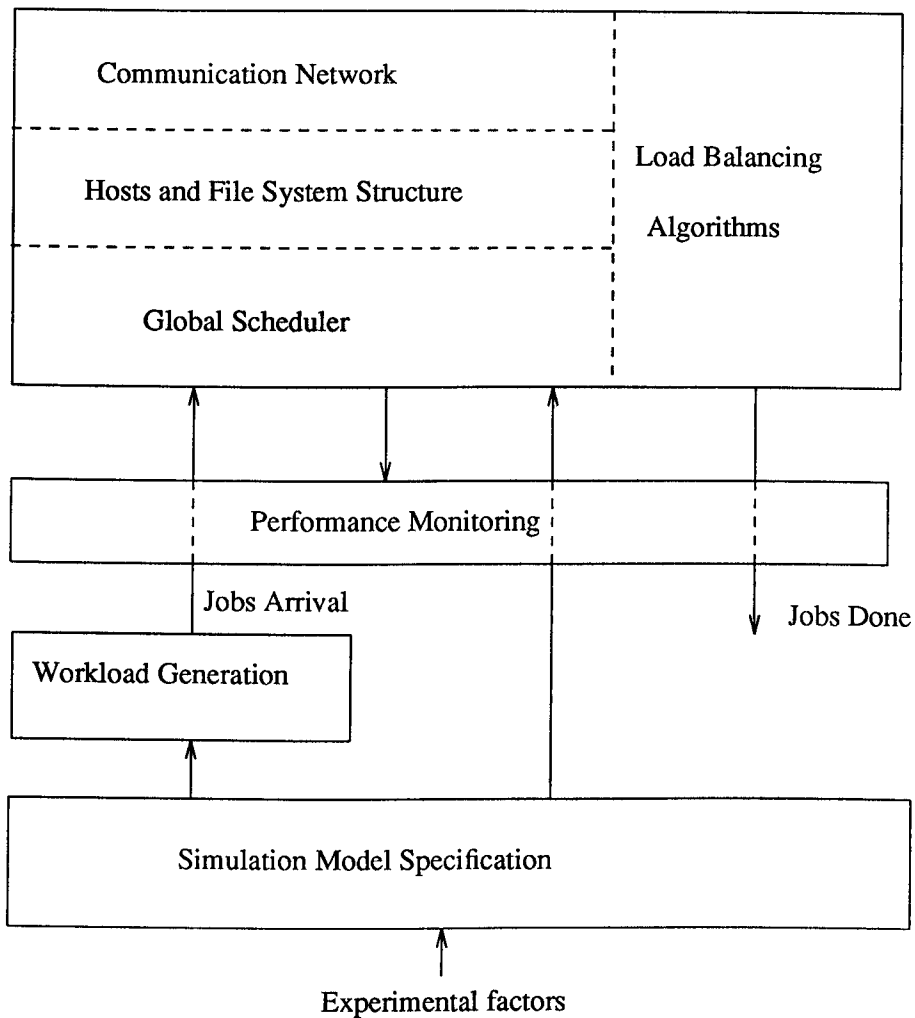 Communication Network
Hosts and File System Structure
Load Balancing
Algorithms
Global Scheduler
Performance Monitoring
Jobs Arrival
Jobs Done
Workload Generation
Simulation Model Specification
Experimental factors